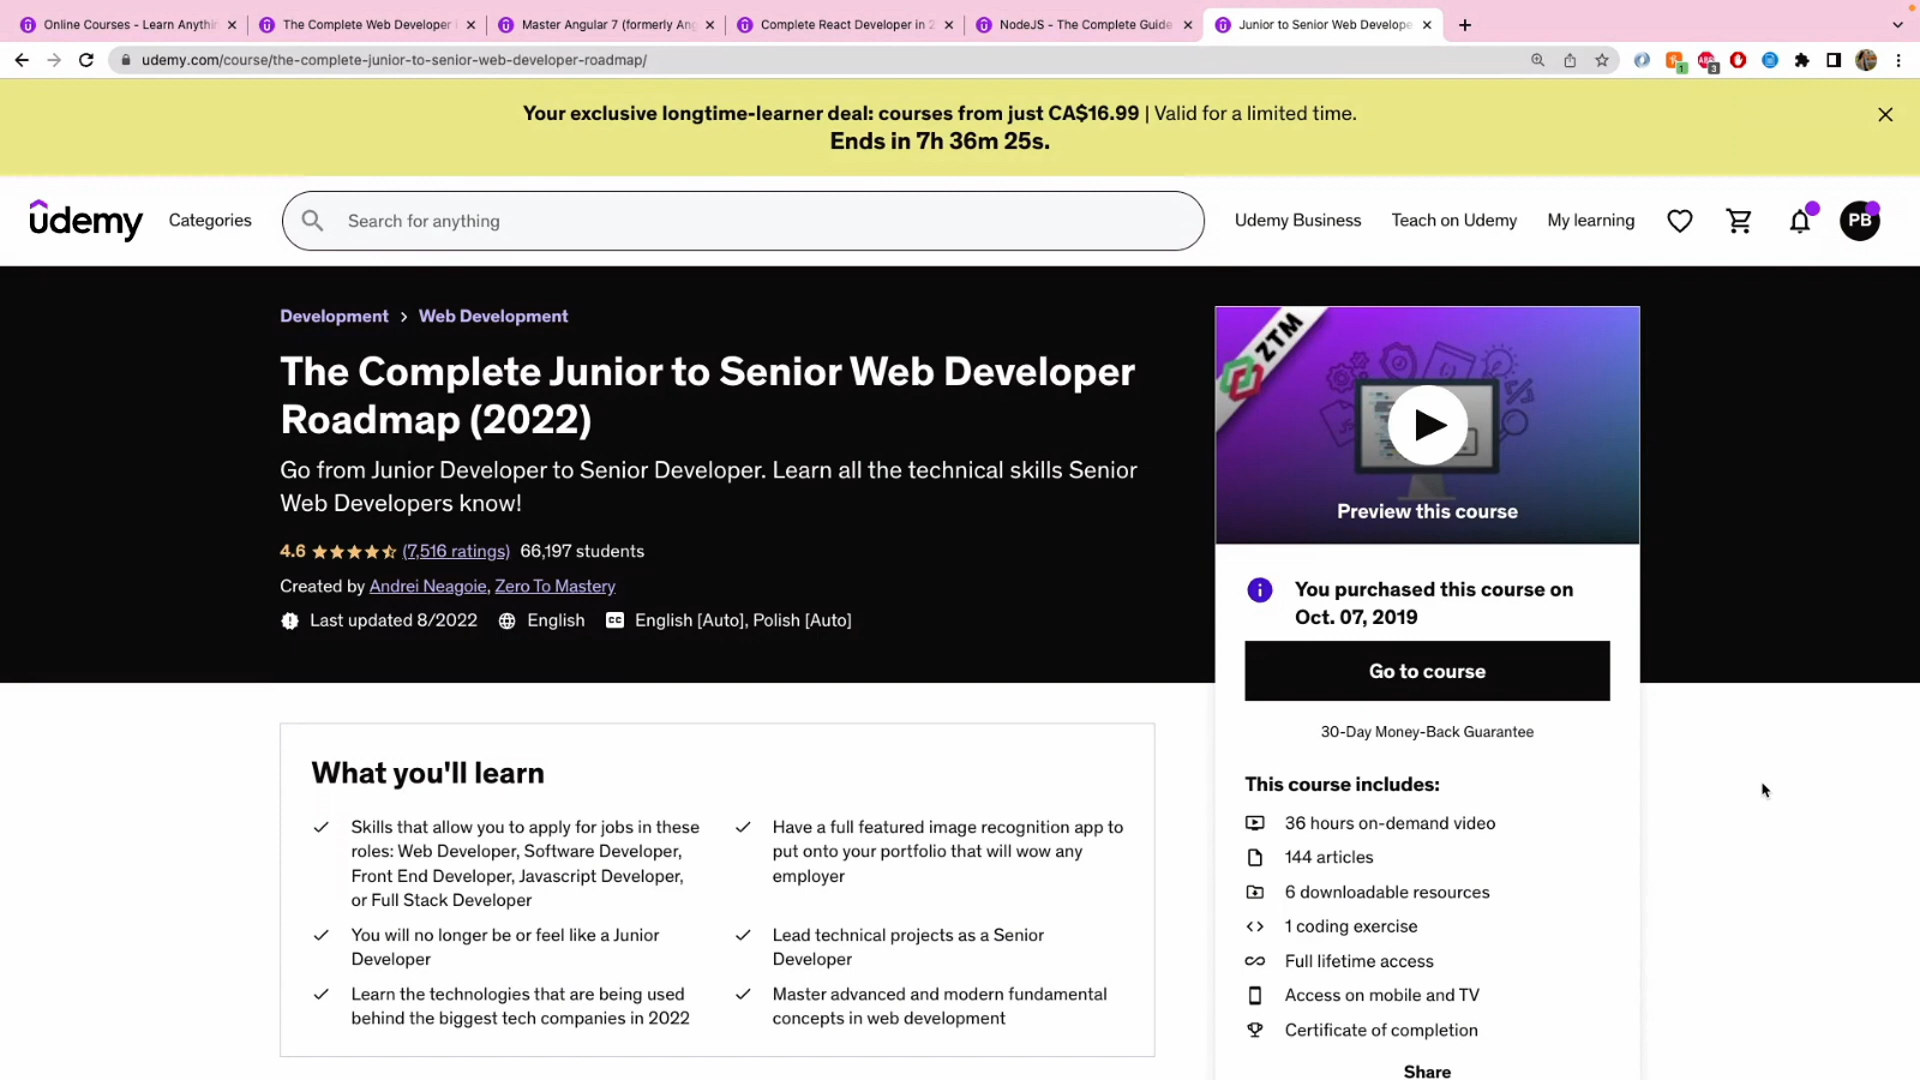 Online Courses - Learn Anythin
The Complete Web Developer i
Master Angular 7 (formerly Ang
Complete React Developer in 2
NodeJS - The Complete Guide
Junior to Senior Web Develope
udemy.com/course/the-complete-junior-to-senior-web-developer-roadmap/
1
3
Your exclusive longtime-learner deal: courses from just CA$16.99 | Valid for a limited time.
Ends in 7h 36m 25s.
udemy
Categories
Search for anything
Udemy Business
Teach on Udemy
My learning
PB
Development > Web Development
The Complete Junior to Senior Web Developer
Roadmap (2022)
Go from Junior Developer to Senior Developer. Learn all the technical skills Senior
Web Developers know!
4.6 (7,516 ratings) 66,197 students
Created by Andrei Neagoie, Zero To Mastery
Last updated 8/2022 English CC English [Auto], Polish [Auto]
ZTM
Preview this course
You purchased this course on
Oct. 07, 2019
Go to course
30-Day Money-Back Guarantee
This course includes:
36 hours on-demand video
144 articles
6 downloadable resources
1 coding exercise
Full lifetime access
Access on mobile and TV
Certificate of completion
Share
What you'll learn
Skills that allow you to apply for jobs in these
roles: Web Developer, Software Developer,
Front End Developer, Javascript Developer,
or Full Stack Developer
Have a full featured image recognition app to
put onto your portfolio that will wow any
employer
You will no longer be or feel like a Junior
Developer
Lead technical projects as a Senior
Developer
Learn the technologies that are being used
behind the biggest tech companies in 2022
Master advanced and modern fundamental
concepts in web development